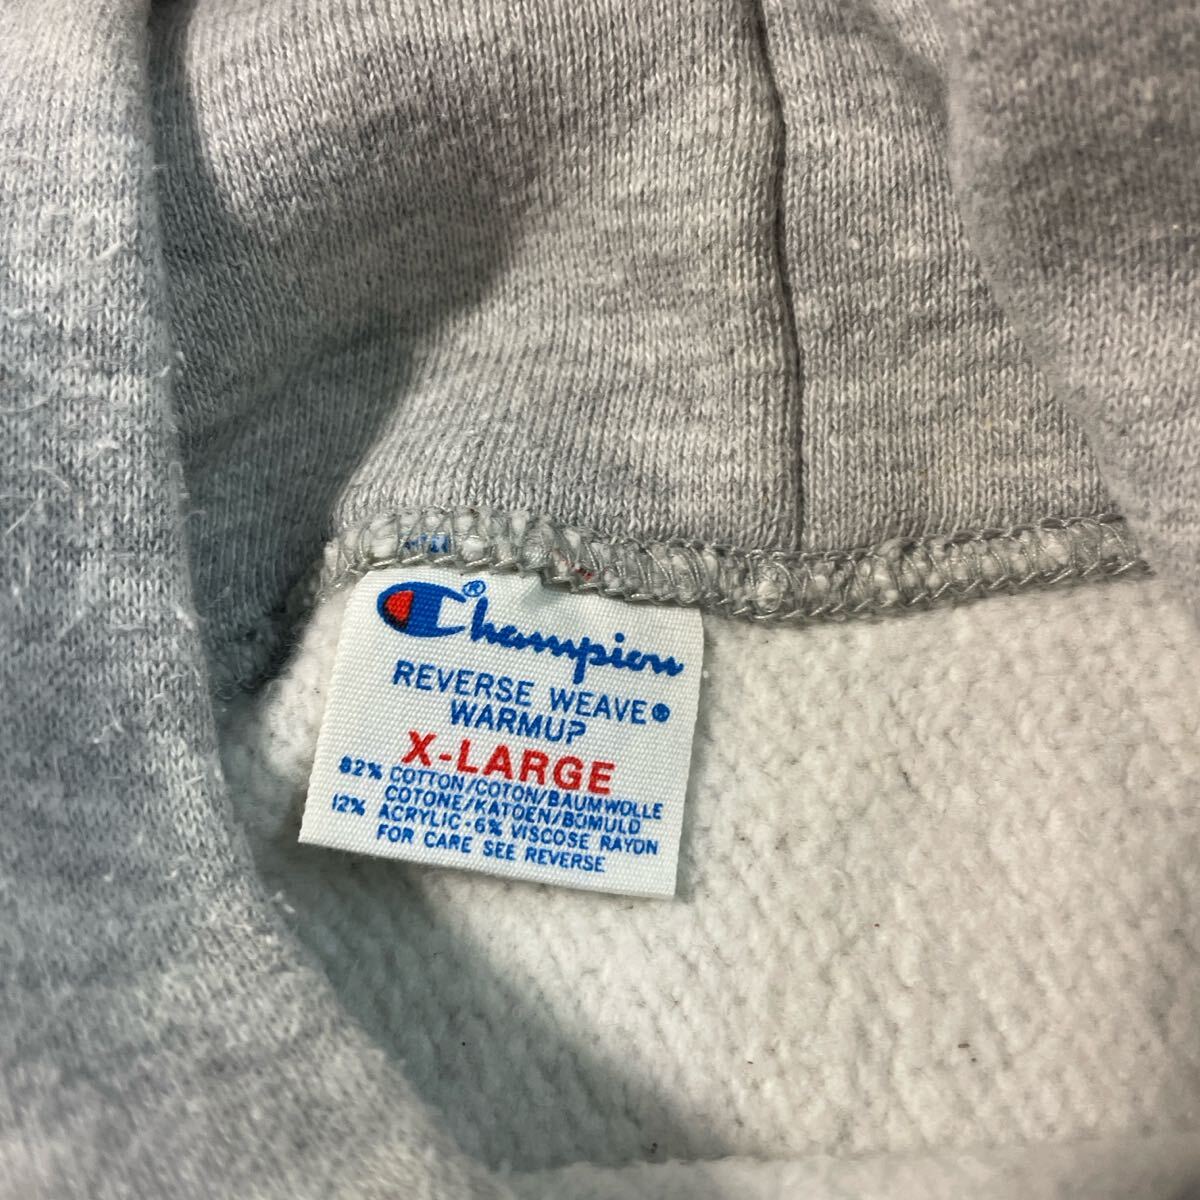 Champion®
REVERSE WEAVE®
WARMUP
X-LARGE
82% COTTON/COTON/BAUMWOLLE
COTONE/KATOEN/BOMULD
12% ACRYLIC-6% VISCOSE RAYON
FOR CARE SEE REVERSE